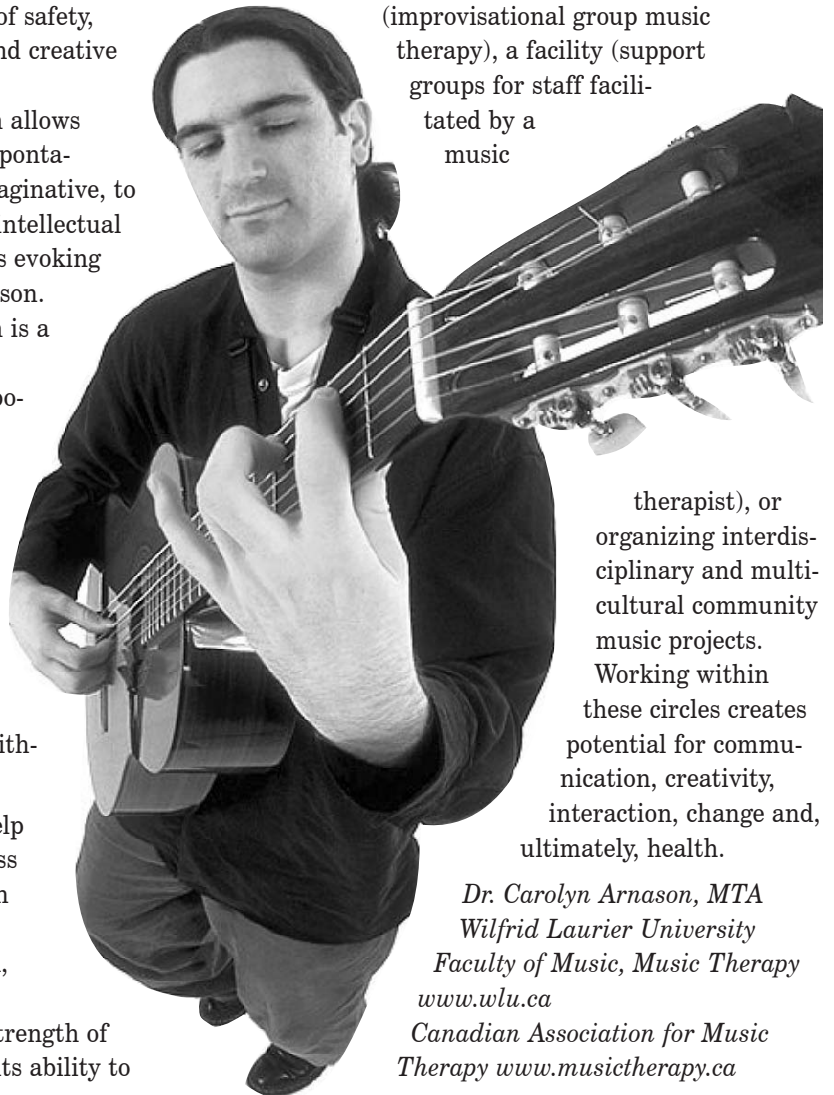 of safety,
nd creative
n allows
ponta-
aginative, to
intellectual
s evoking
son.
n is a
oo-
ith-
elp
ss
n
,
trength of
its ability to
(improvisational group music
therapy), a facility (support
groups for staff facili-
tated by a
music
therapist), or
organizing interdis-
ciplinary and multi-
cultural community
music projects.
Working within
these circles creates
potential for commu-
nication, creativity,
interaction, change and,
ultimately, health.
Dr. Carolyn Arnason, MTA
Wilfrid Laurier University
Faculty of Music, Music Therapy
www.wlu.ca
Canadian Association for Music
Therapy www.musictherapy.ca